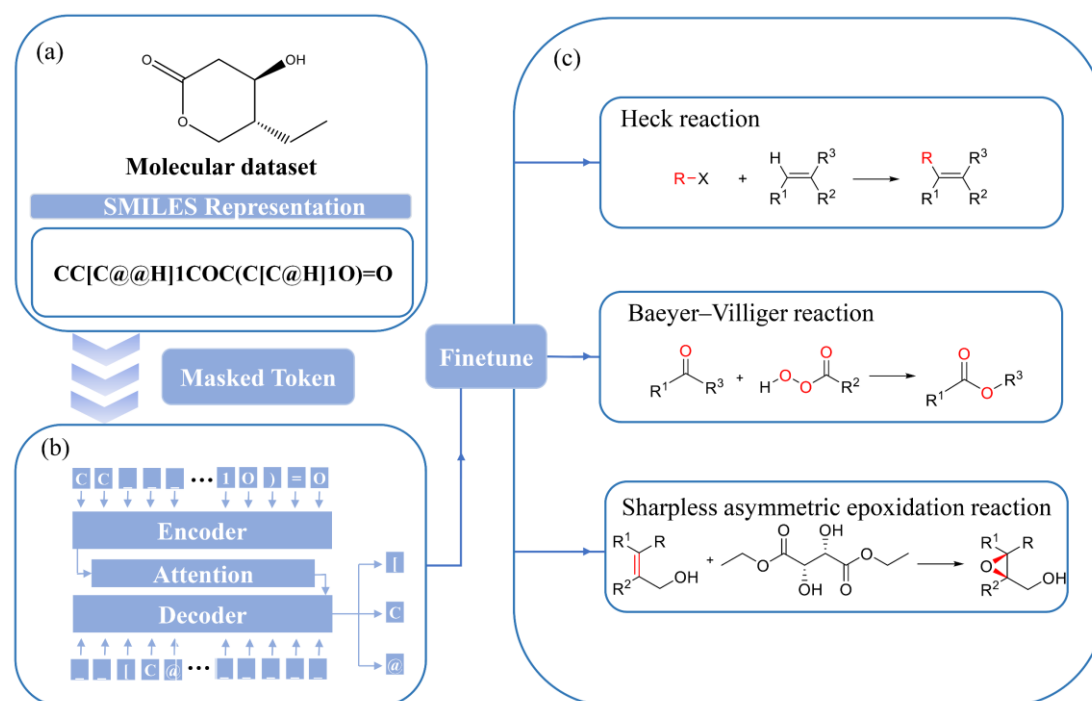 (a)
O
OH
O
Molecular dataset
SMILES Representation
CC[C@@H]1COC(C[C@H]1O)=O
Masked Token
(b)
C C _ _ _ ••• 1 O ) = O
Encoder
Attention
Decoder
[
C
@
_ _ [ C @ ••• _ _ _ _ _
Finetune
(c)
Heck reaction
R–X + H R³ R¹ R² R R³ R¹ R²
Baeyer–Villiger reaction
O R¹ R³ + H O O O R² O R¹ O R³
Sharpless asymmetric epoxidation reaction
R¹ R R² OH + O O OH OH O O R¹ R O R² OH